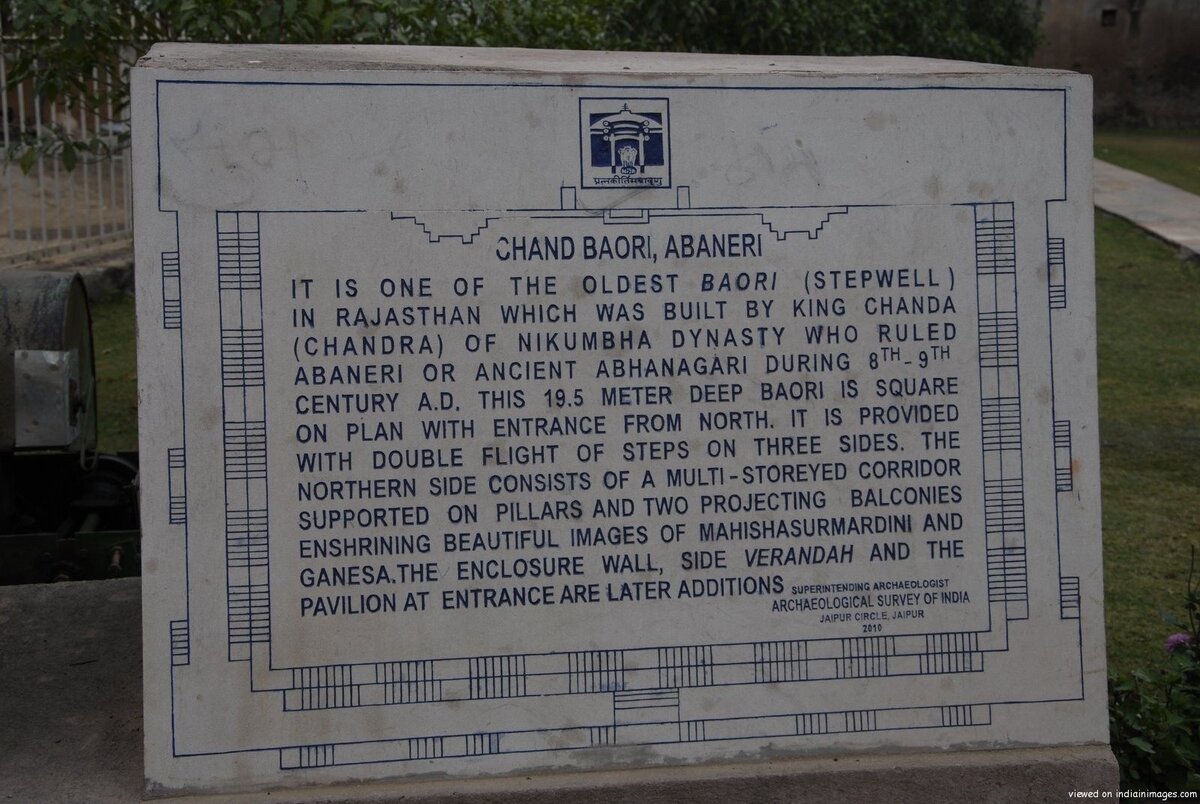 प्रत्नकीर्तिमपावृणु
CHAND BAORI, ABANERI
IT IS ONE OF THE OLDEST BAORI (STEPWELL)
IN RAJASTHAN WHICH WAS BUILT BY KING CHANDA
(CHANDRA) OF NIKUMBHA DYNASTY WHO RULED
ABANERI OR ANCIENT ABHANAGARI DURING 8TH-9TH
CENTURY A.D. THIS 19.5 METER DEEP BAORI IS SQUARE
ON PLAN WITH ENTRANCE FROM NORTH. IT IS PROVIDED
WITH DOUBLE FLIGHT OF STEPS ON THREE SIDES. THE
NORTHERN SIDE CONSISTS OF A MULTI-STOREYED CORRIDOR
SUPPORTED ON PILLARS AND TWO PROJECTING BALCONIES
ENSHRINING BEAUTIFUL IMAGES OF MAHISHASURMARDINI AND
GANESA.THE ENCLOSURE WALL, SIDE VERANDAH AND THE
PAVILION AT ENTRANCE ARE LATER ADDITIONS
SUPERINTENDING ARCHAEOLOGIST
ARCHAEOLOGICAL SURVEY OF INDIA
JAIPUR CIRCLE, JAIPUR
2010
viewed on indiainimages.com